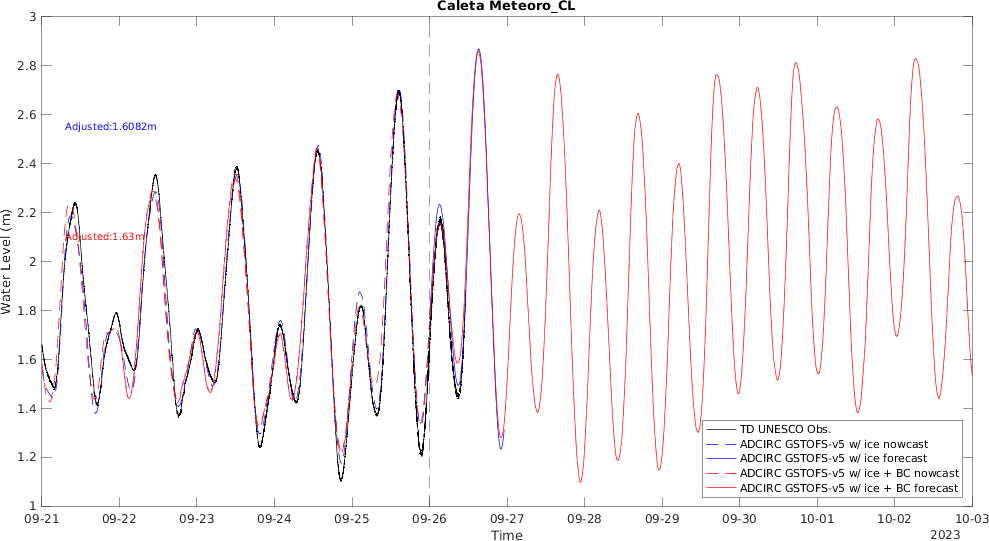 Caleta Meteoro_CL
3
2.8
2.6
2.4
2.2
2
1.8
1.6
1.4
1.2
1
Water Level (m)
Adjusted:1.6082m
Adjusted:1.63m
TD UNESCO Obs.
ADCIRC GSTOFS-v5 w/ ice nowcast
ADCIRC GSTOFS-v5 w/ ice forecast
ADCIRC GSTOFS-v5 w/ ice + BC nowcast
ADCIRC GSTOFS-v5 w/ ice + BC forecast
09-21 09-22 09-23 09-24 09-25 09-26 09-27 09-28 09-29 09-30 10-01 10-02 10-03
Time
2023